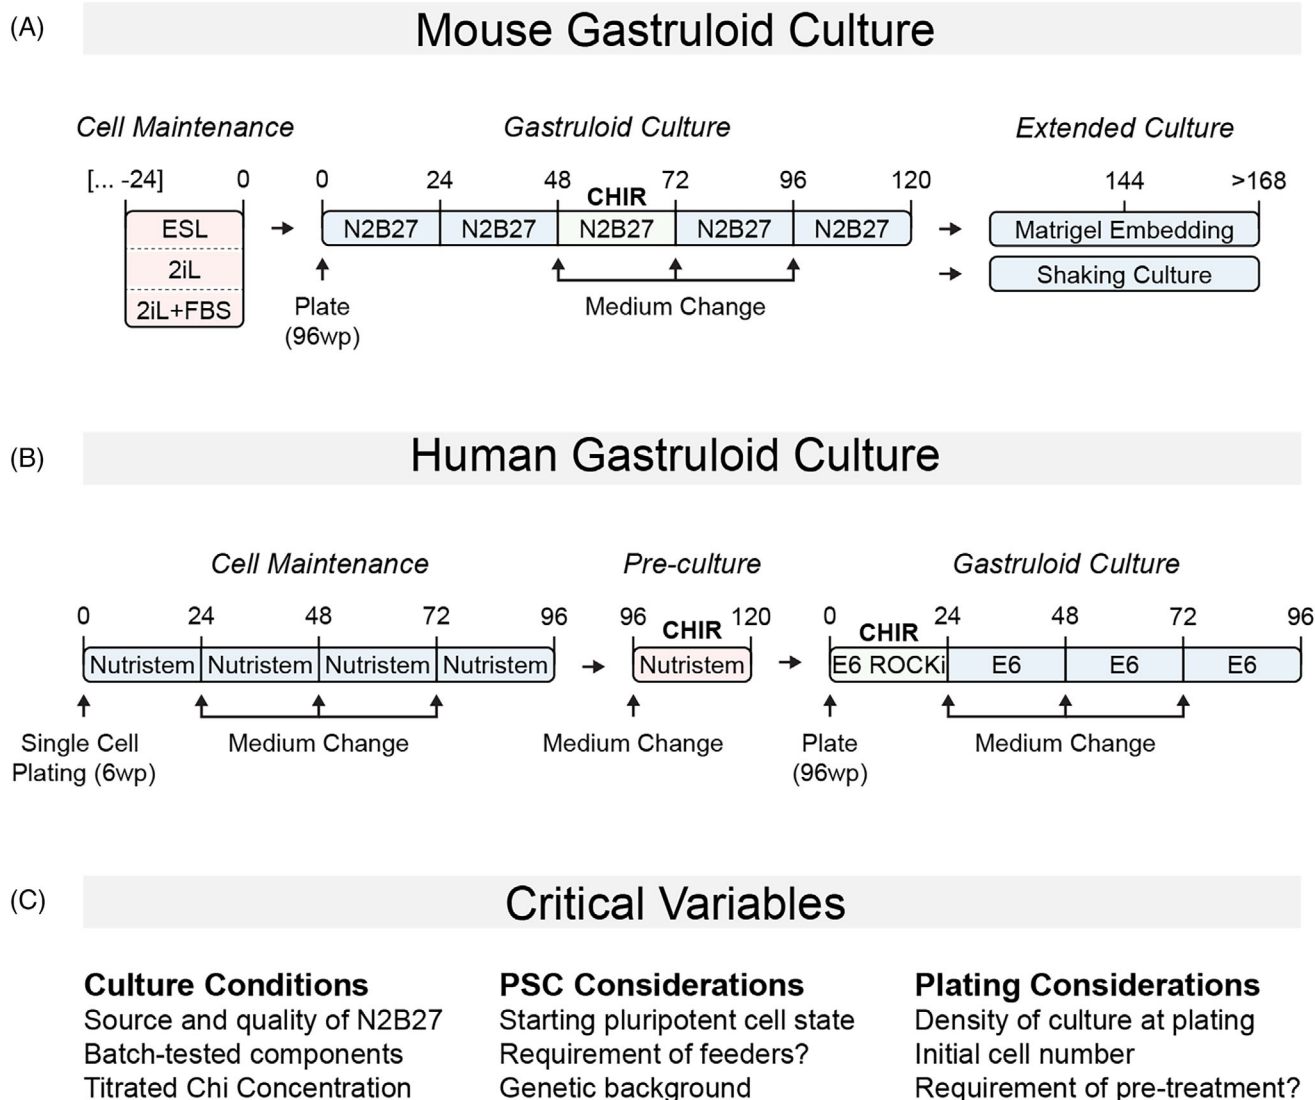 (A)
Mouse Gastruloid Culture
Cell Maintenance Gastruloid Culture Extended Culture
[... -24] 0 0 24 48 72 96 120 144 >168
CHIR
ESL N2B27 N2B27 N2B27 N2B27 N2B27 Matrigel Embedding
2iL Shaking Culture
2iL+FBS Plate Medium Change
(96wp)
(B)
Human Gastruloid Culture
Cell Maintenance Pre-culture Gastruloid Culture
0 24 48 72 96 96 120 0 24 48 72 96
CHIR CHIR
Nutristem Nutristem Nutristem Nutristem Nutristem E6 ROCKi E6 E6 E6
Single Cell Medium Change Medium Change Plate Medium Change
Plating (6wp) (96wp)
(C)
Critical Variables
Culture Conditions
Source and quality of N2B27
Batch-tested components
Titrated Chi Concentration
PSC Considerations
Starting pluripotent cell state
Requirement of feeders?
Genetic background
Plating Considerations
Density of culture at plating
Initial cell number
Requirement of pre-treatment?